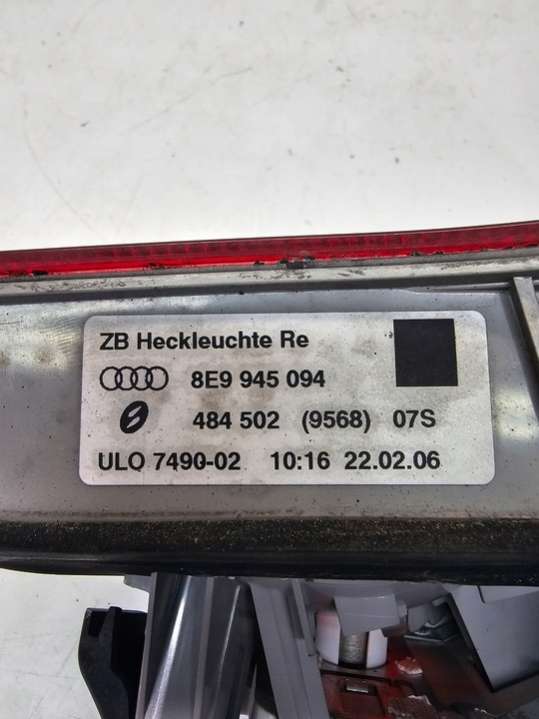 ZB Heckleuchte Re
8E9 945 094
484 502 (9568) 07S
ULO 7490-02 10:16 22.02.06